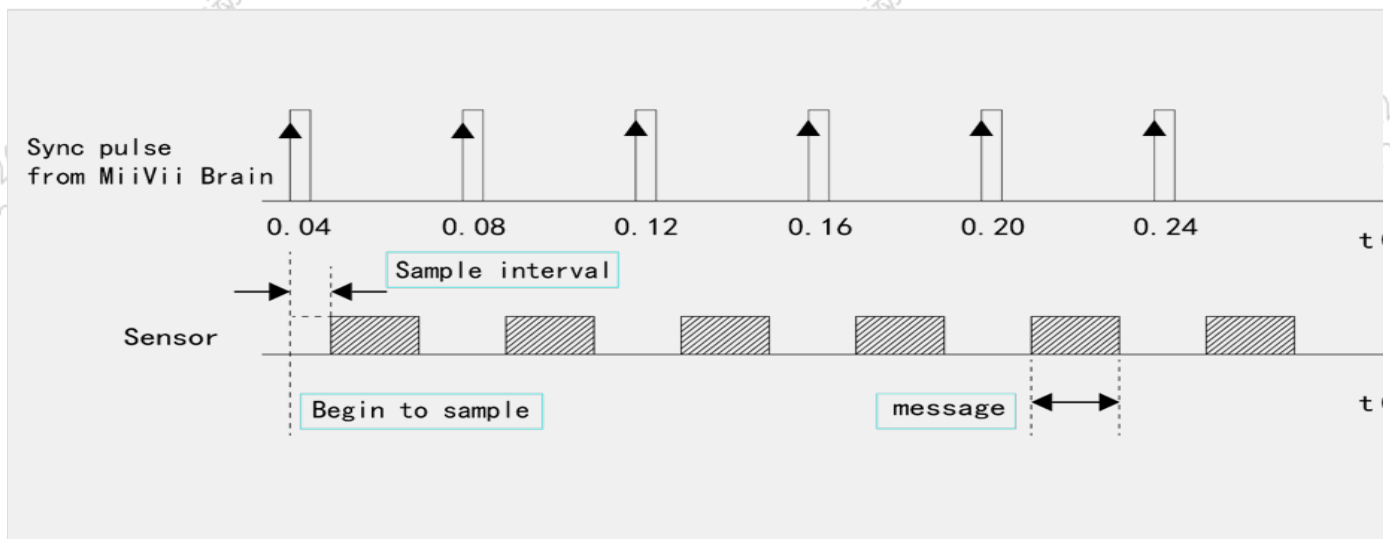 Sync pulse
from MiiVii Brain
0.04 0.08 0.12 0.16 0.20 0.24
t(
Sample interval
Sensor
Begin to sample
message
t(